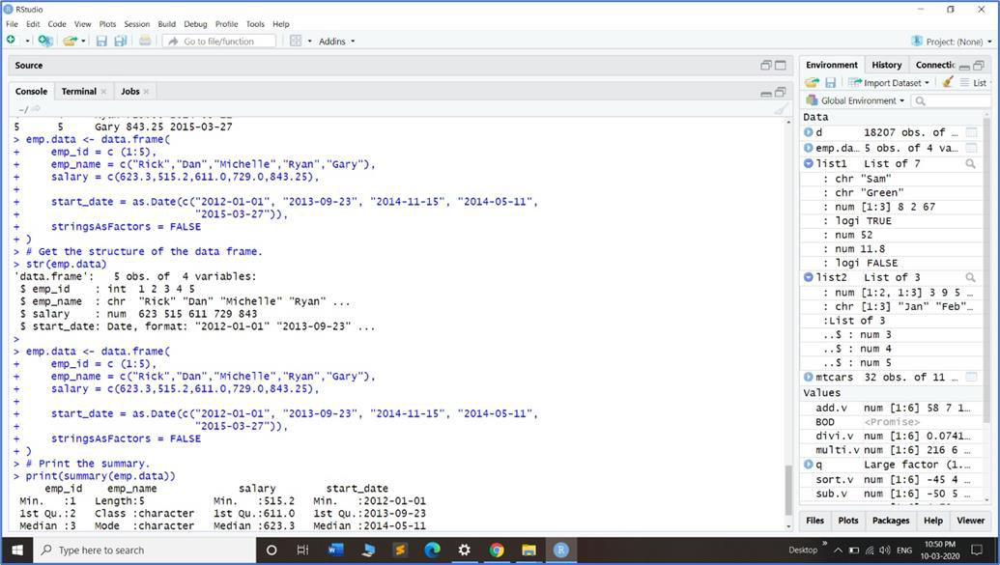 RStudio
File Edit Code View Plots Session Build Debug Profile Tools Help
Go to file/function
Addins
Project: (None)
Source
Console Terminal Jobs
~/
5 5 Gary 843.25 2015-03-27
> emp.data <- data.frame(
+ emp_id = c (1:5),
+ emp_name = c("Rick","Dan","Michelle","Ryan","Gary"),
+ salary = c(623.3,515.2,611.0,729.0,843.25),
+
+ start_date = as.Date(c("2012-01-01", "2013-09-23", "2014-11-15", "2014-05-11",
+ "2015-03-27")),
+ stringsAsFactors = FALSE
+ )
> # Get the structure of the data frame.
> str(emp.data)
'data.frame': 5 obs. of 4 variables:
$ emp_id : int 1 2 3 4 5
$ emp_name : chr "Rick" "Dan" "Michelle" "Ryan" ...
$ salary : num 623 515 611 729 843
$ start_date: Date, format: "2012-01-01" "2013-09-23" ...
>
> emp.data <- data.frame(
+ emp_id = c (1:5),
+ emp_name = c("Rick","Dan","Michelle","Ryan","Gary"),
+ salary = c(623.3,515.2,611.0,729.0,843.25),
+
+ start_date = as.Date(c("2012-01-01", "2013-09-23", "2014-11-15", "2014-05-11",
+ "2015-03-27")),
+ stringsAsFactors = FALSE
+ )
> # Print the summary.
> print(summary(emp.data))
emp_id emp_name salary start_date
Min. :1 Length:5 Min. :515.2 Min. :2012-01-01
1st Qu.:2 Class :character 1st Qu.:611.0 1st Qu.:2013-09-23
Median :3 Mode :character Median :623.3 Median :2014-05-11
Environment History Connectic
Import Dataset List
Global Environment
Data
d 18207 obs. of ...
emp.da... 5 obs. of 4 va...
list1 List of 7
: chr "Sam"
: chr "Green"
: num [1:3] 8 2 67
: logi TRUE
: num 52
: num 11.8
: logi FALSE
list2 List of 3
: num [1:2, 1:3] 3 9 5 ...
: chr [1:3] "Jan" "Feb"...
:List of 3
..$ : num 3
..$ : num 4
..$ : num 5
mtcars 32 obs. of 11 ...
Values
add.v num [1:6] 58 7 1...
BOD <Promise>
divi.v num [1:6] 0.0741...
multi.v num [1:6] 216 6 ...
q Large factor (1...
sort.v num [1:6] -45 4 ...
sub.v num [1:6] -50 5 ...
Files Plots Packages Help Viewer
Type here to search
Desktop ENG 10:50 PM
10-03-2020